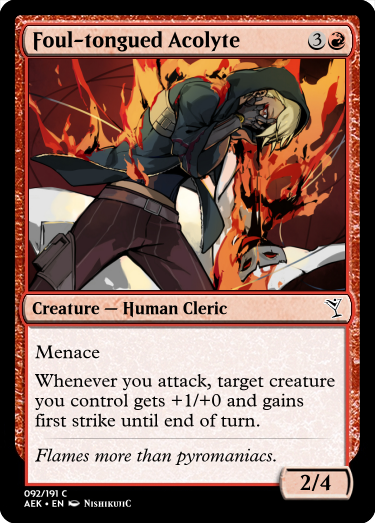 Foul-tongued Acolyte 3
Creature — Human Cleric
Menace
Whenever you attack, target creature
you control gets +1/+0 and gains
first strike until end of turn.
Flames more than pyromaniacs.
2/4
092/191 C
AEK • EN NishikujiC